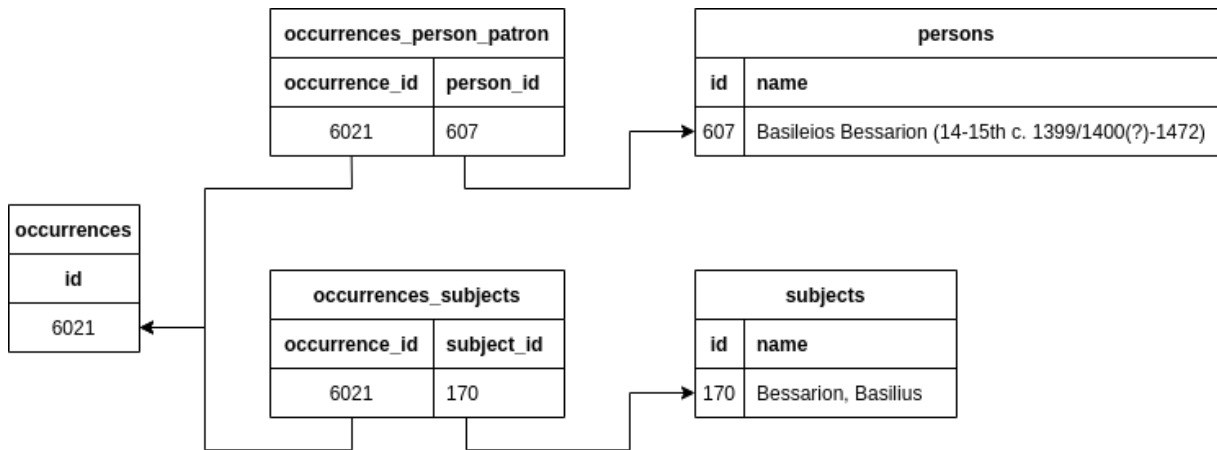 occurrences_person_patron
occurrence_id person_id
6021 607
persons
id name
607 Basileios Bessarion (14-15th c. 1399/1400(?)-1472)
occurrences
id
6021
occurrences_subjects
occurrence_id subject_id
6021 170
subjects
id name
170 Bessarion, Basilius